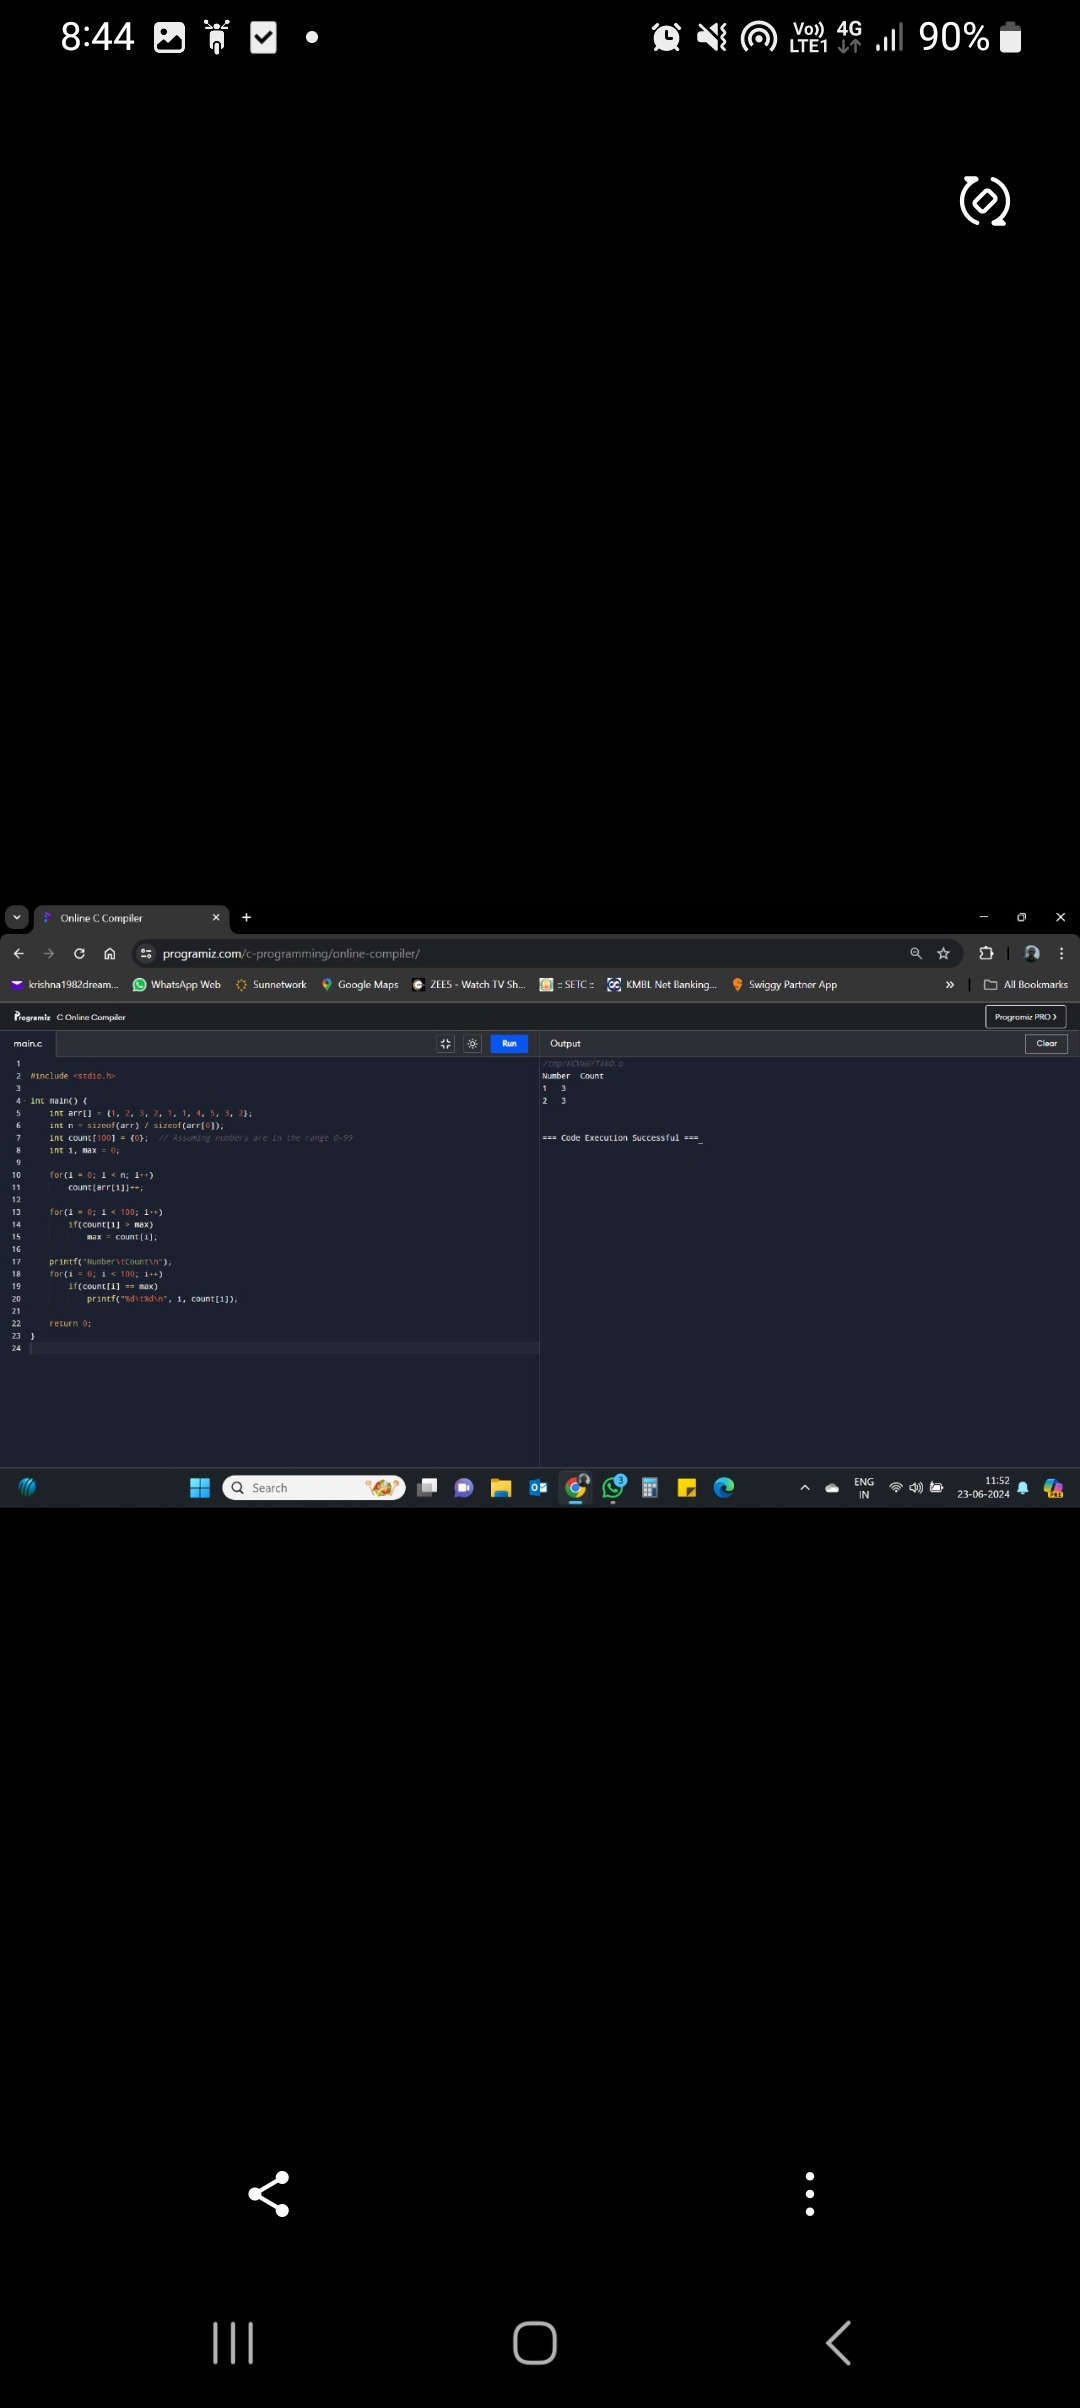 8:44
Vo)) LTE1 4G 90%
Online C Compiler
programiz.com/c-programming/online-compiler/
krishna1982dream... WhatsApp Web Sunnetwork Google Maps ZEE5 - Watch TV Sh... :: SETC :: KMBL Net Banking... Swiggy Partner App » All Bookmarks
Programiz C Online Compiler Programiz PRO
main.c Run Output Clear
1
2 #include <stdio.h>
3
4 int main() {
5 int arr[] = {1, 2, 3, 2, 1, 1, 4, 5, 3, 2};
6 int n = sizeof(arr) / sizeof(arr[0]);
7 int count[100] = {0}; // Assuming numbers are in the range 0-99
8 int i, max = 0;
9
10 for(i = 0; i < n; i++)
11 count[arr[i]]++;
12
13 for(i = 0; i < 100; i++)
14 if(count[i] > max)
15 max = count[i];
16
17 printf("Number\tCount\n");
18 for(i = 0; i < 100; i++)
19 if(count[i] == max)
20 printf("%d\t%d\n", i, count[i]);
21
22 return 0;
23 }
24
Number Count
1 3
2 3
=== Code Execution Successful ===
Search
3
ENG
IN
11:52
23-06-2024
PRE